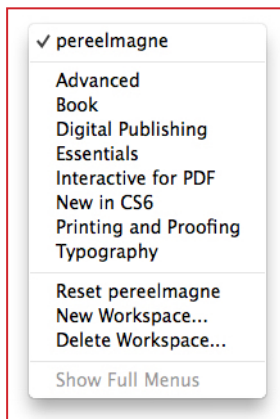 ✓ pereelmagne
Advanced
Book
Digital Publishing
Essentials
Interactive for PDF
New in CS6
Printing and Proofing
Typography
Reset pereelmagne
New Workspace...
Delete Workspace...
Show Full Menus